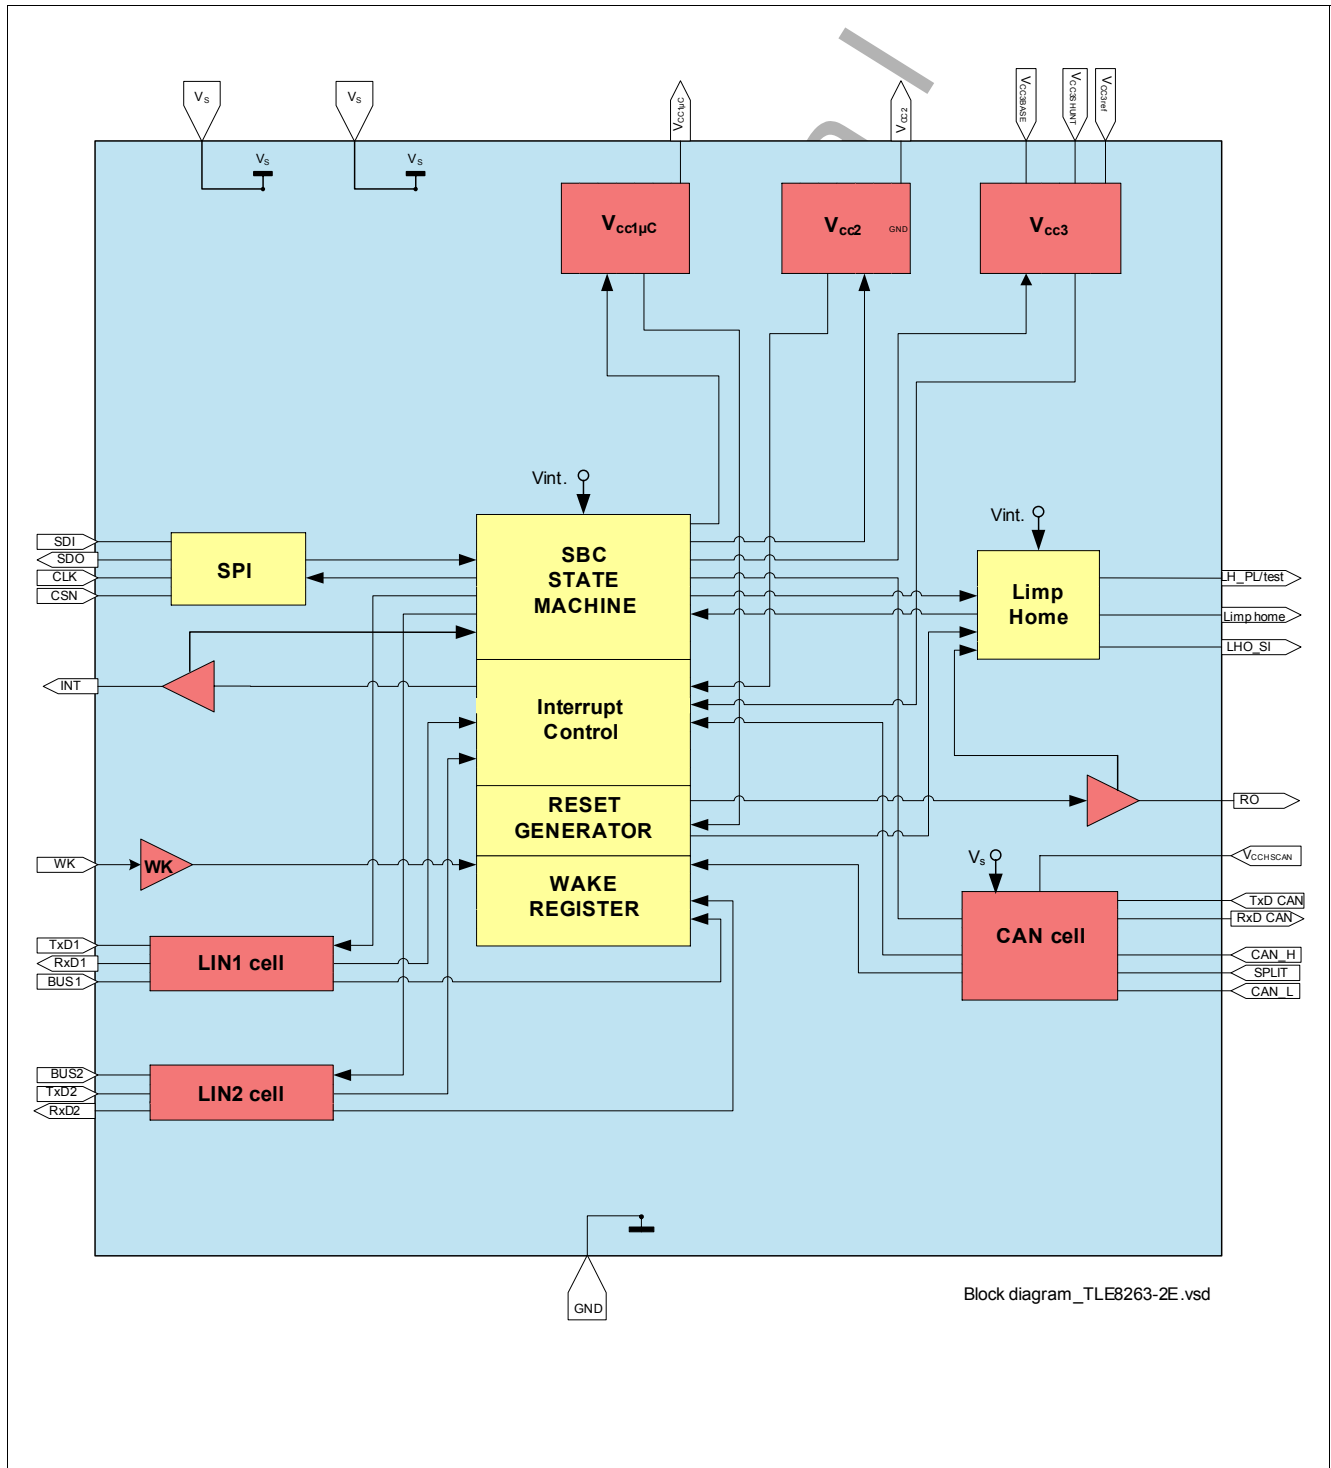 Vs
Vs
VCC1µC
VCC2
VCC3BASE
VCC3SHUNT
VCC3ref
Vs
Vs
Vcc1µC
Vcc2
GND
Vcc3
Vint.
Vint.
SDI
SDO
CLK
CSN
SPI
SBC
STATE
MACHINE
Limp
Home
LH_PL/test
Limp home
LHO_SI
INT
Interrupt
Control
RESET
GENERATOR
RO
WK
WK
WAKE
REGISTER
Vs
VCCHSCAN
CAN cell
TxD CAN
RxD CAN
CAN_H
SPLIT
CAN_L
TxD1
RxD1
BUS1
LIN1 cell
BUS2
TxD2
RxD2
LIN2 cell
GND
Block diagram_TLE8263-2E.vsd